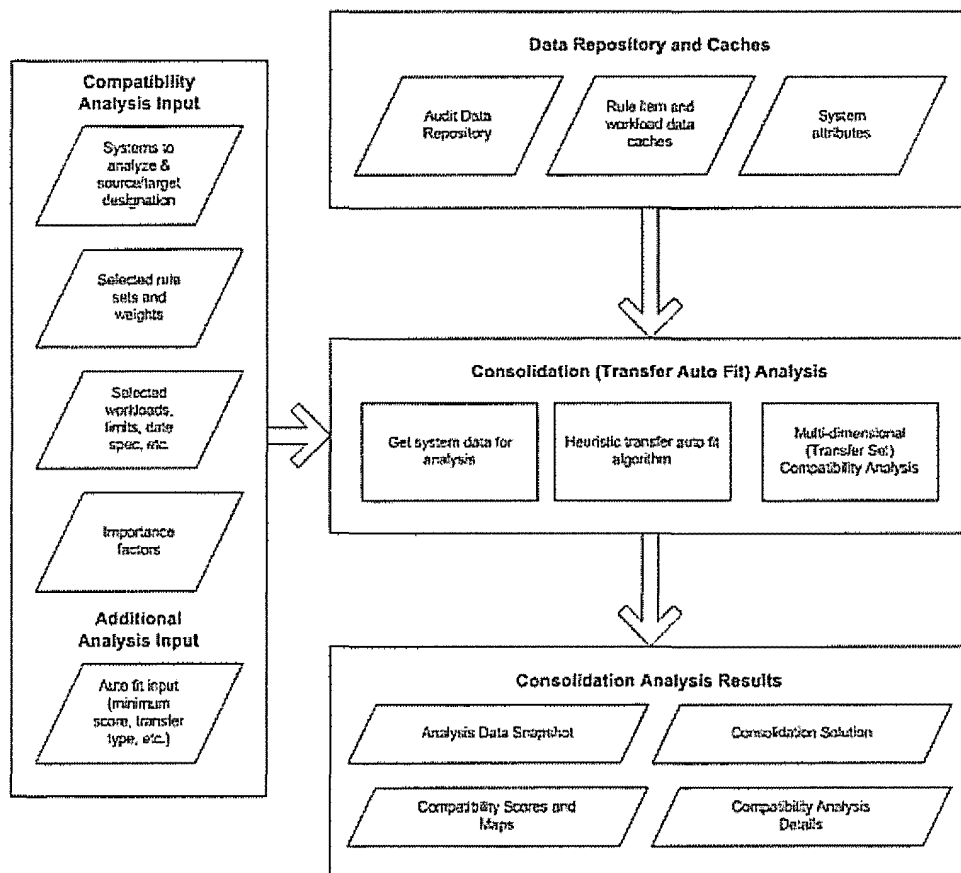 Compatibility
Analysis Input
Systems to
analyze &
source/target
designation
Selected rule
sets and
weights
Selected
workloads,
limits, date
spec, etc.
Importance
factors
Additional
Analysis Input
Auto fit input
(minimum
score, transfer
type, etc.)
Data Repository and Caches
Audit Data
Repository
Rule item and
workload data
caches
System
attributes
Consolidation (Transfer Auto Fit) Analysis
Get system data for
analysis
Heuristic transfer auto fit
algorithm
Multi-dimensional
(Transfer Set)
Compatibility Analysis
Consolidation Analysis Results
Analysis Data Snapshot
Consolidation Solution
Compatibility Scores and
Maps
Compatibility Analysis
Details